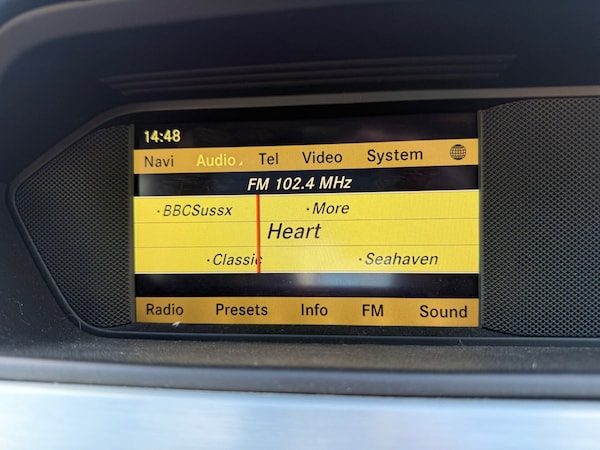 14:48
Navi Audio Tel Video System
FM 102.4 MHz
·BBCSussx ·More
Heart
·Classic ·Seahaven
Radio Presets Info FM Sound